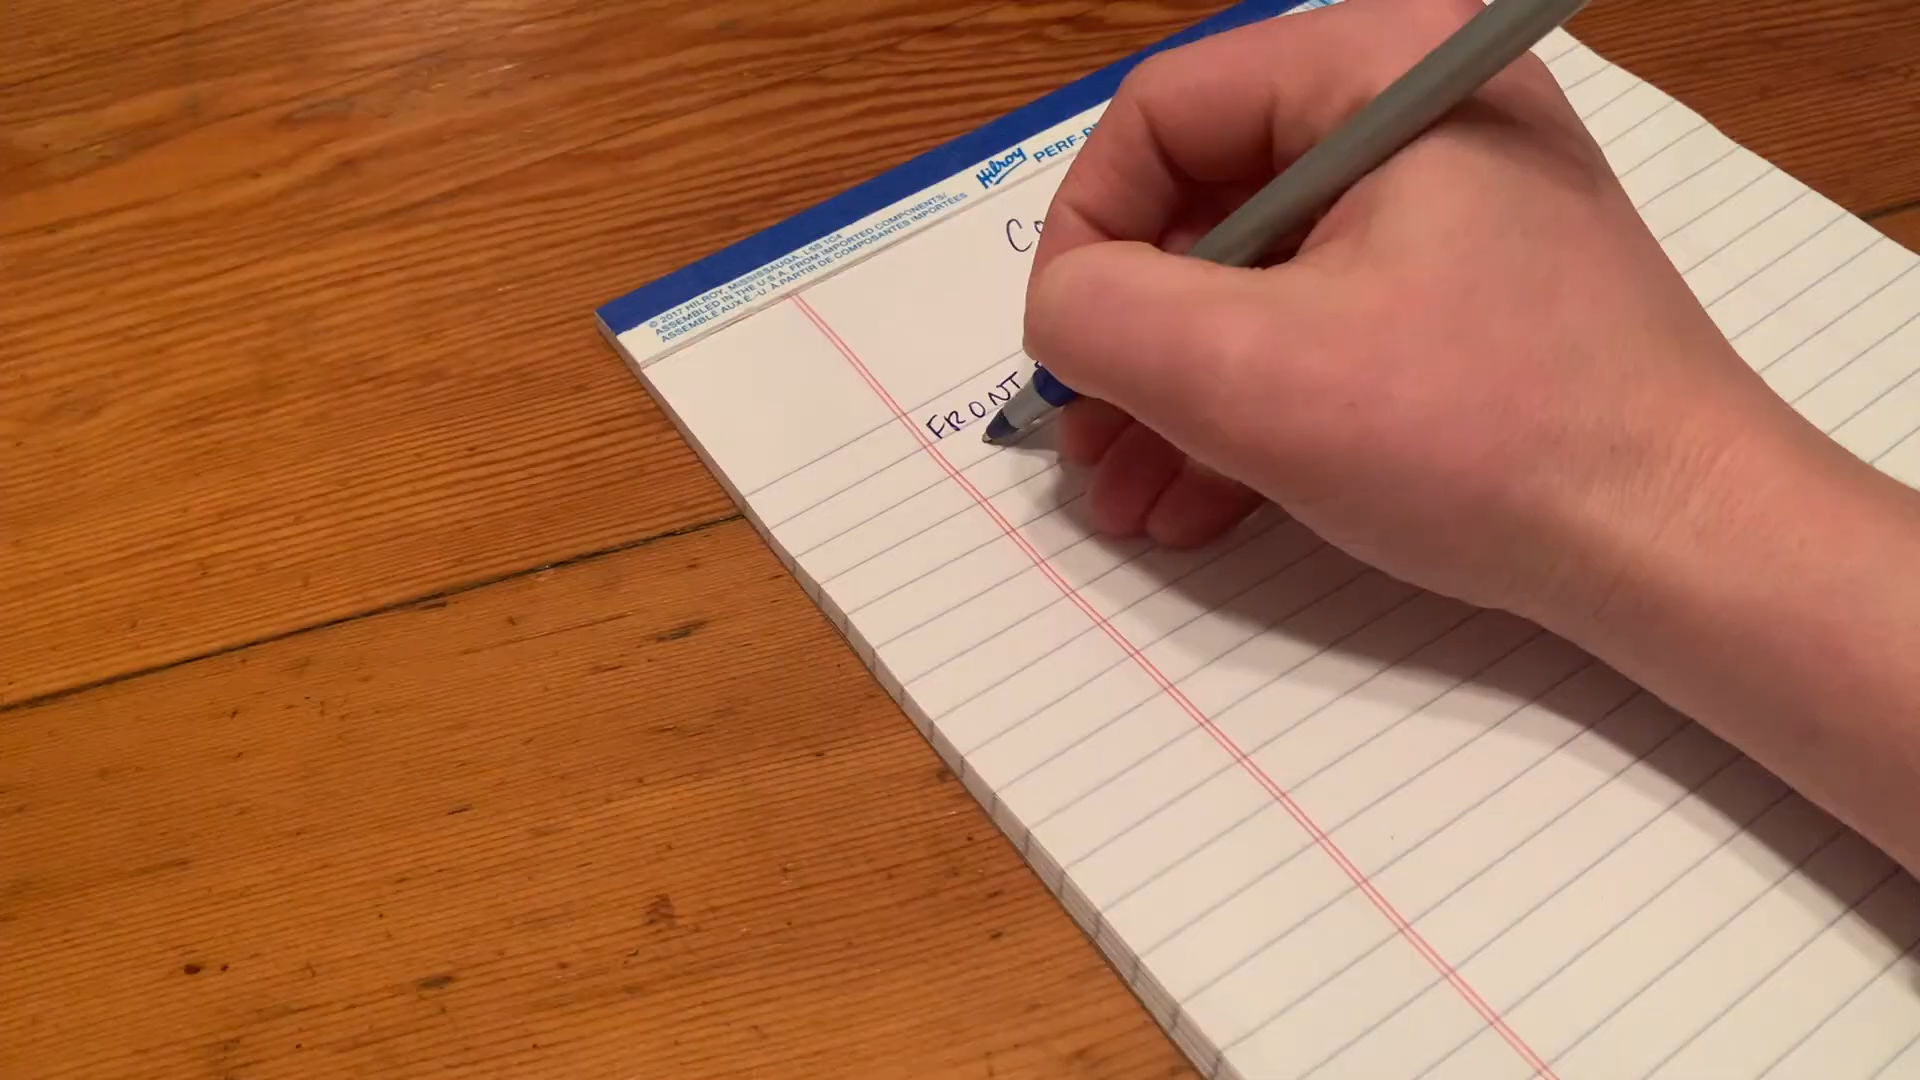 Hilroy PERF-
© 2017 HILROY, MISSISSAUGA, L5S 1C4
ASSEMBLED IN THE U.S.A. FROM IMPORTED COMPONENTS/
ASSEMBLÉ AUX É.-U. À PARTIR DE COMPOSANTES IMPORTÉES
Co
FRONT